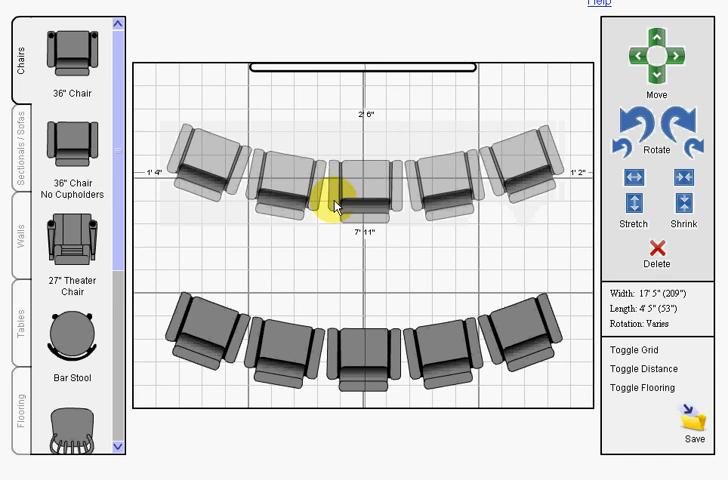 Help
Chairs
Sectionals / Sofas
Walls
Tables
Flooring
36" Chair
36" Chair
No Cupholders
27" Theater
Chair
Bar Stool
2' 6"
1' 4"
1' 2"
7' 11"
Move
Rotate
Stretch
Shrink
Delete
Width: 17' 5" (209")
Length: 4' 5" (53")
Rotation: Varies
Toggle Grid
Toggle Distance
Toggle Flooring
Save